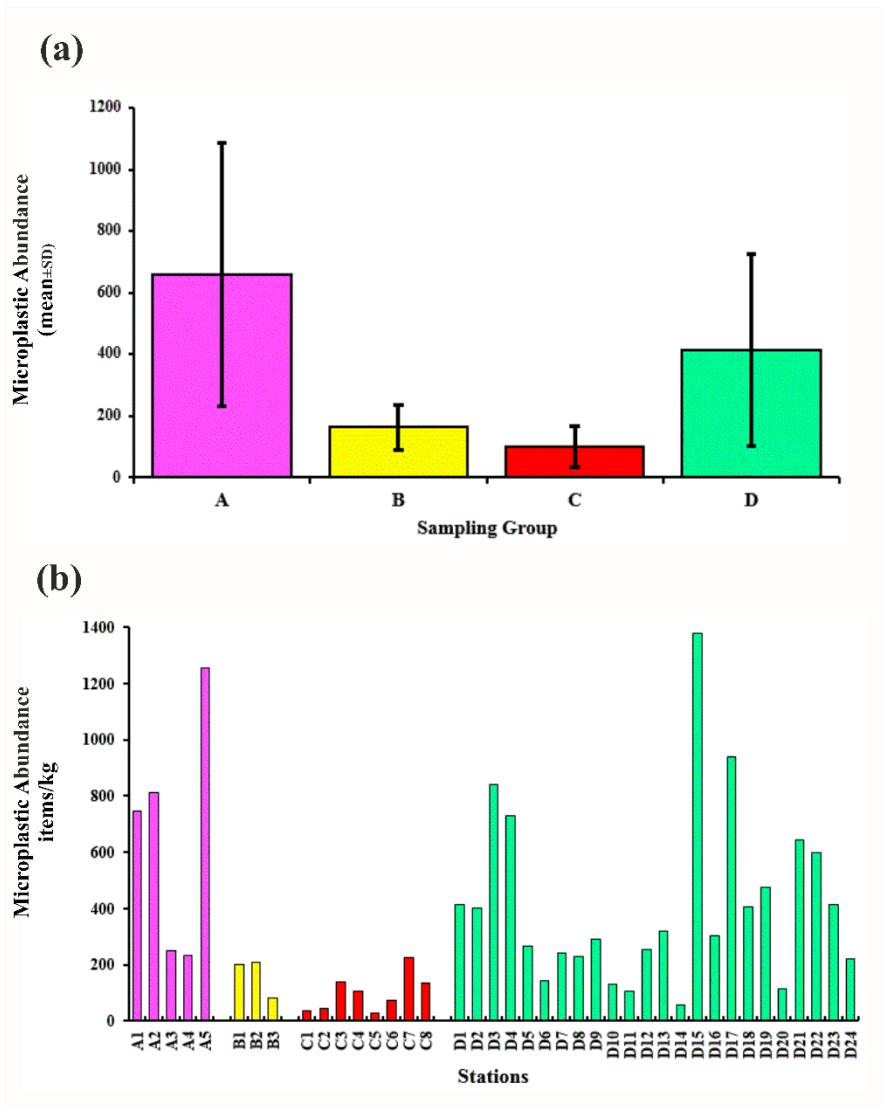 (a)
1200
1000
800
600
400
200
0
Microplastic Abundance
(mean±SD)
A B C D
Sampling Group
(b)
1400
1200
1000
800
600
400
200
0
Microplastic Abundance
items/kg
A1 A2 A3 A4 A5 B1 B2 B3 C1 C2 C3 C4 C5 C6 C7 C8 D1 D2 D3 D4 D5 D6 D7 D8 D9 D10 D11 D12 D13 D14 D15 D16 D17 D18 D19 D20 D21 D22 D23 D24
Stations